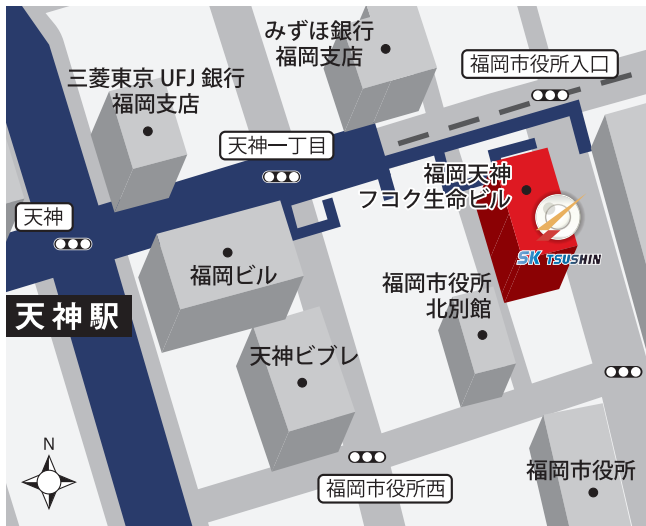 みずほ銀行
福岡支店
福岡市役所入口
三菱東京 UFJ 銀行
福岡支店
天神一丁目
福岡天神
フコク生命ビル
天神
SK TSUSHIN
福岡ビル
福岡市役所
北別館
天神駅
天神ビブレ
N
福岡市役所西
福岡市役所